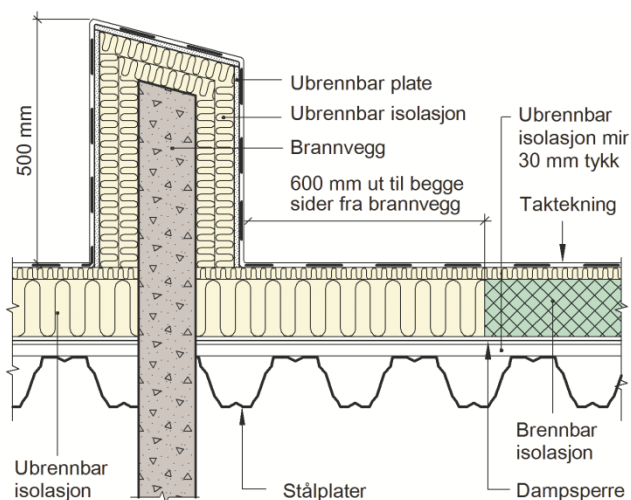 500 mm
Ubrennbar plate
Ubrennbar isolasjon
Brannvegg
600 mm ut til begge
sider fra brannvegg
Ubrennbar
isolasjon min
30 mm tykk
Taktekning
Ubrennbar
isolasjon
Stålplater
Brennbar
isolasjon
Dampsperre